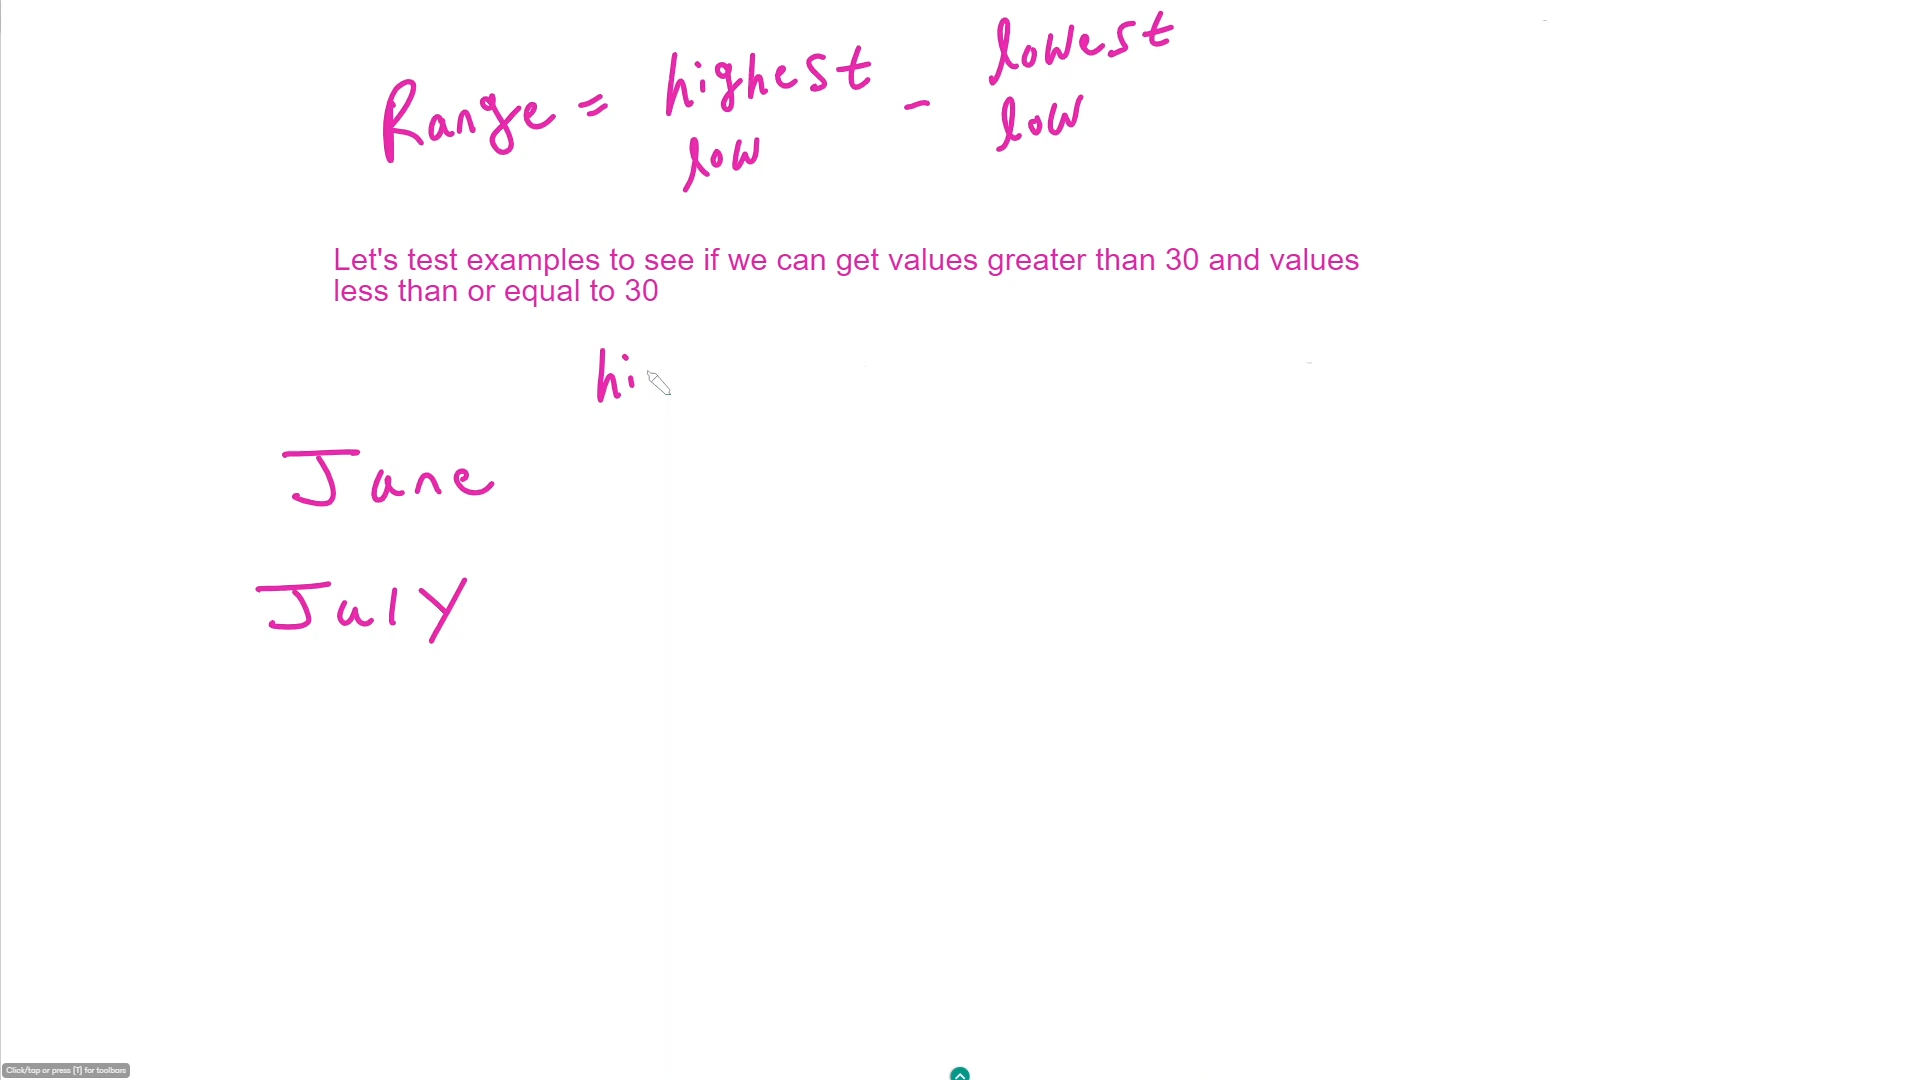 Range = highest - lowest
low low
Let's test examples to see if we can get values greater than 30 and values
less than or equal to 30
hi
Jane
July
Click/tap or press [T] for toolbars